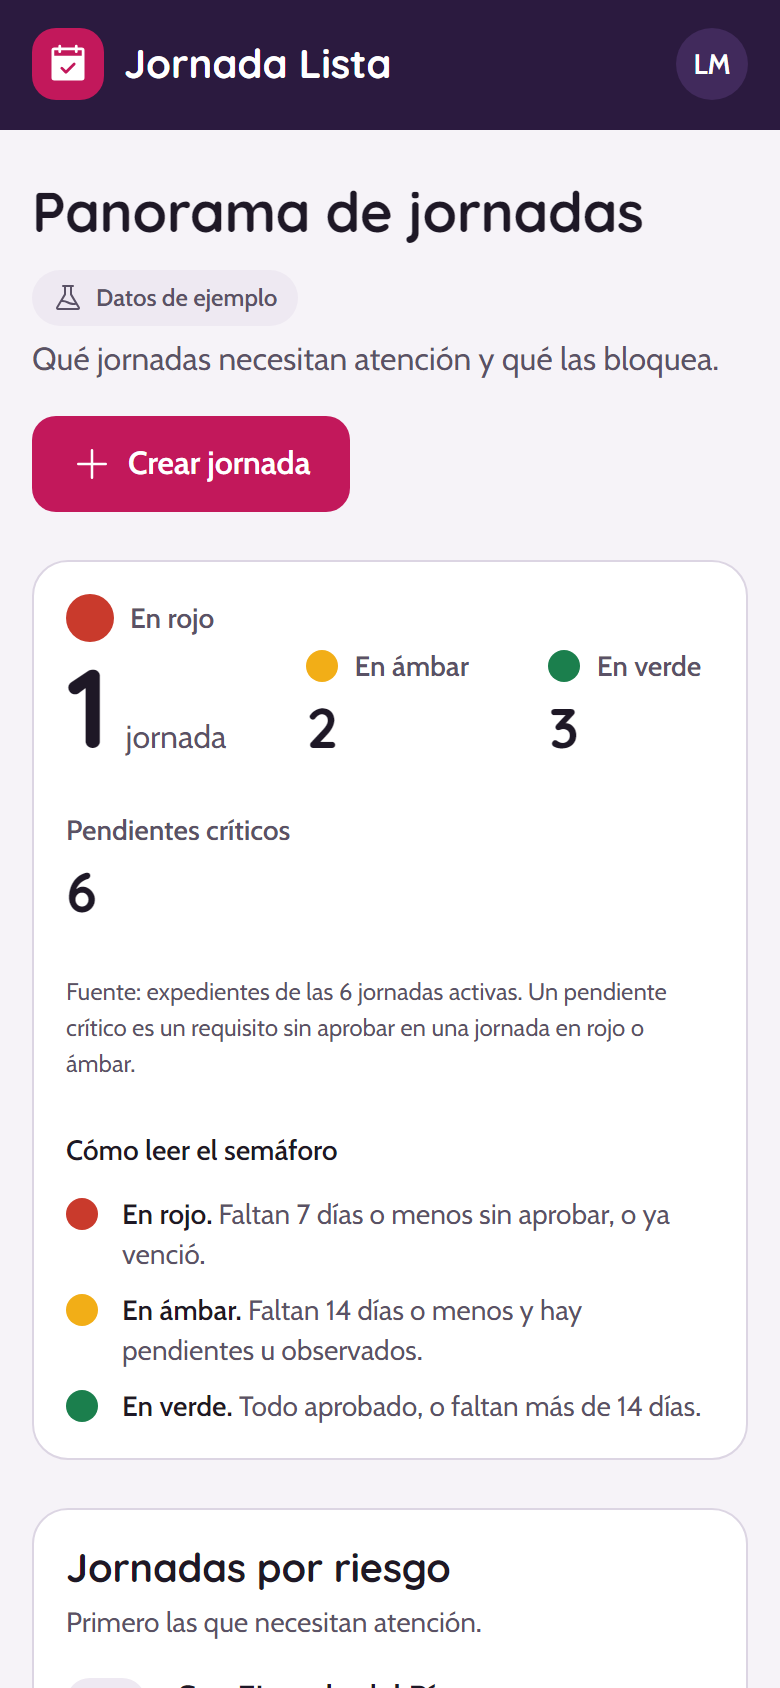 Jornada Lista
LM
Panorama de jornadas
Datos de ejemplo
Qué jornadas necesitan atención y qué las bloquea.
Crear jornada
En rojo
1 jornada
En ámbar
2
En verde
3
Pendientes críticos
6
Fuente: expedientes de las 6 jornadas activas. Un pendiente
crítico es un requisito sin aprobar en una jornada en rojo o
ámbar.
Cómo leer el semáforo
En rojo. Faltan 7 días o menos sin aprobar, o ya
venció.
En ámbar. Faltan 14 días o menos y hay
pendientes u observados.
En verde. Todo aprobado, o faltan más de 14 días.
Jornadas por riesgo
Primero las que necesitan atención.